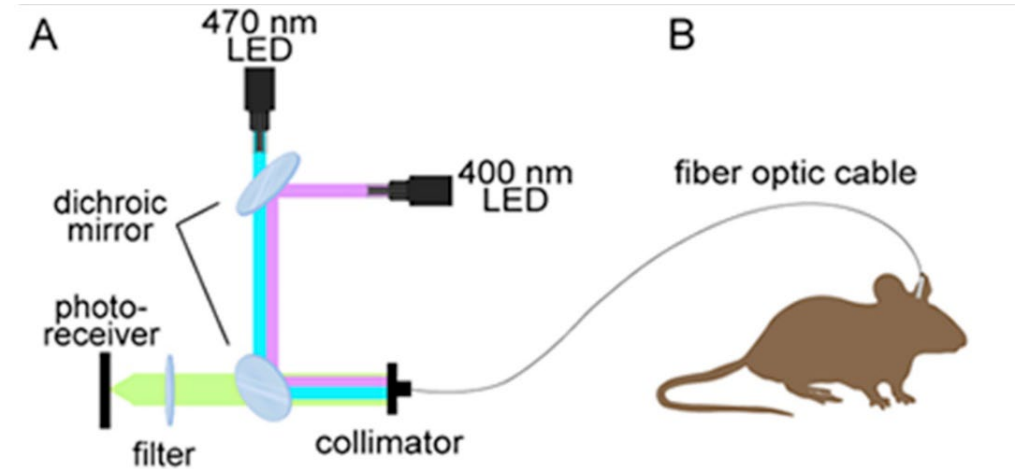 A
470 nm
LED
400 nm
LED
dichroic
mirror
photo-
receiver
filter
collimator
B
fiber optic cable